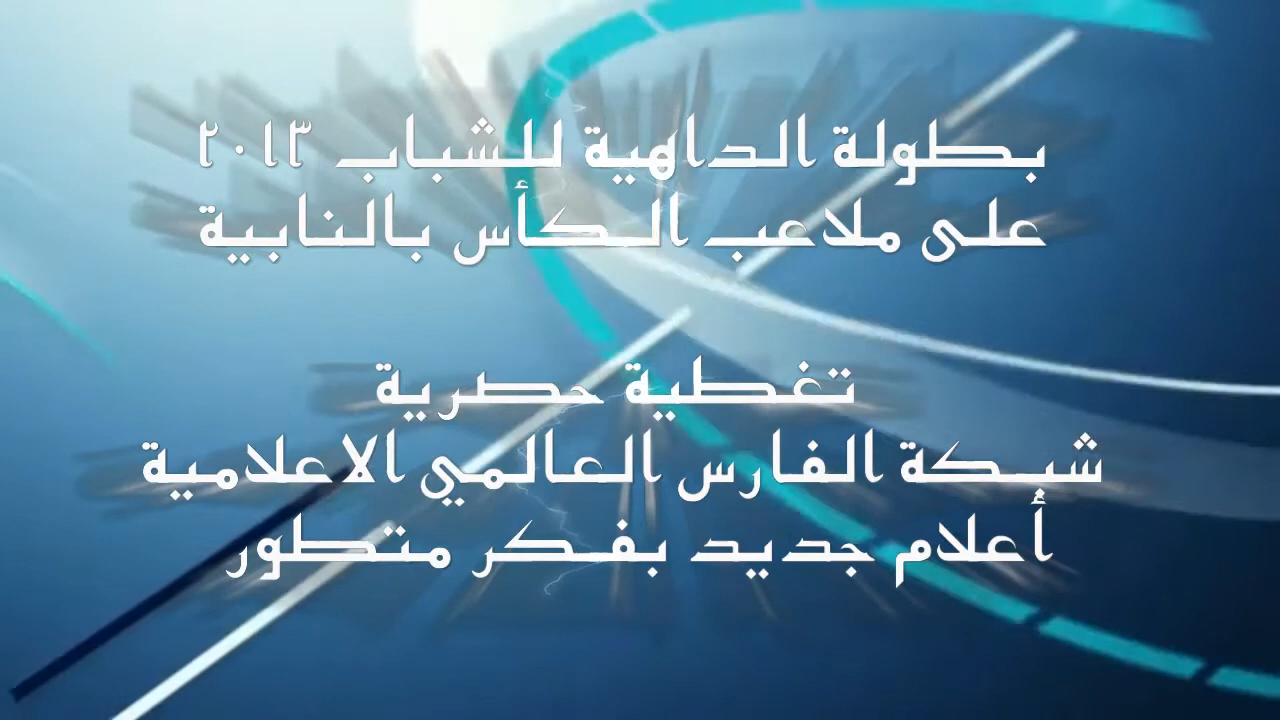 بطولة الداهية للشباب ٢٠١٣
على ملاعب الكأس بالنابية
تغطية حصرية
شبكة الفارس العالمي الاعلامية
أعلام جديد بفكر متطور